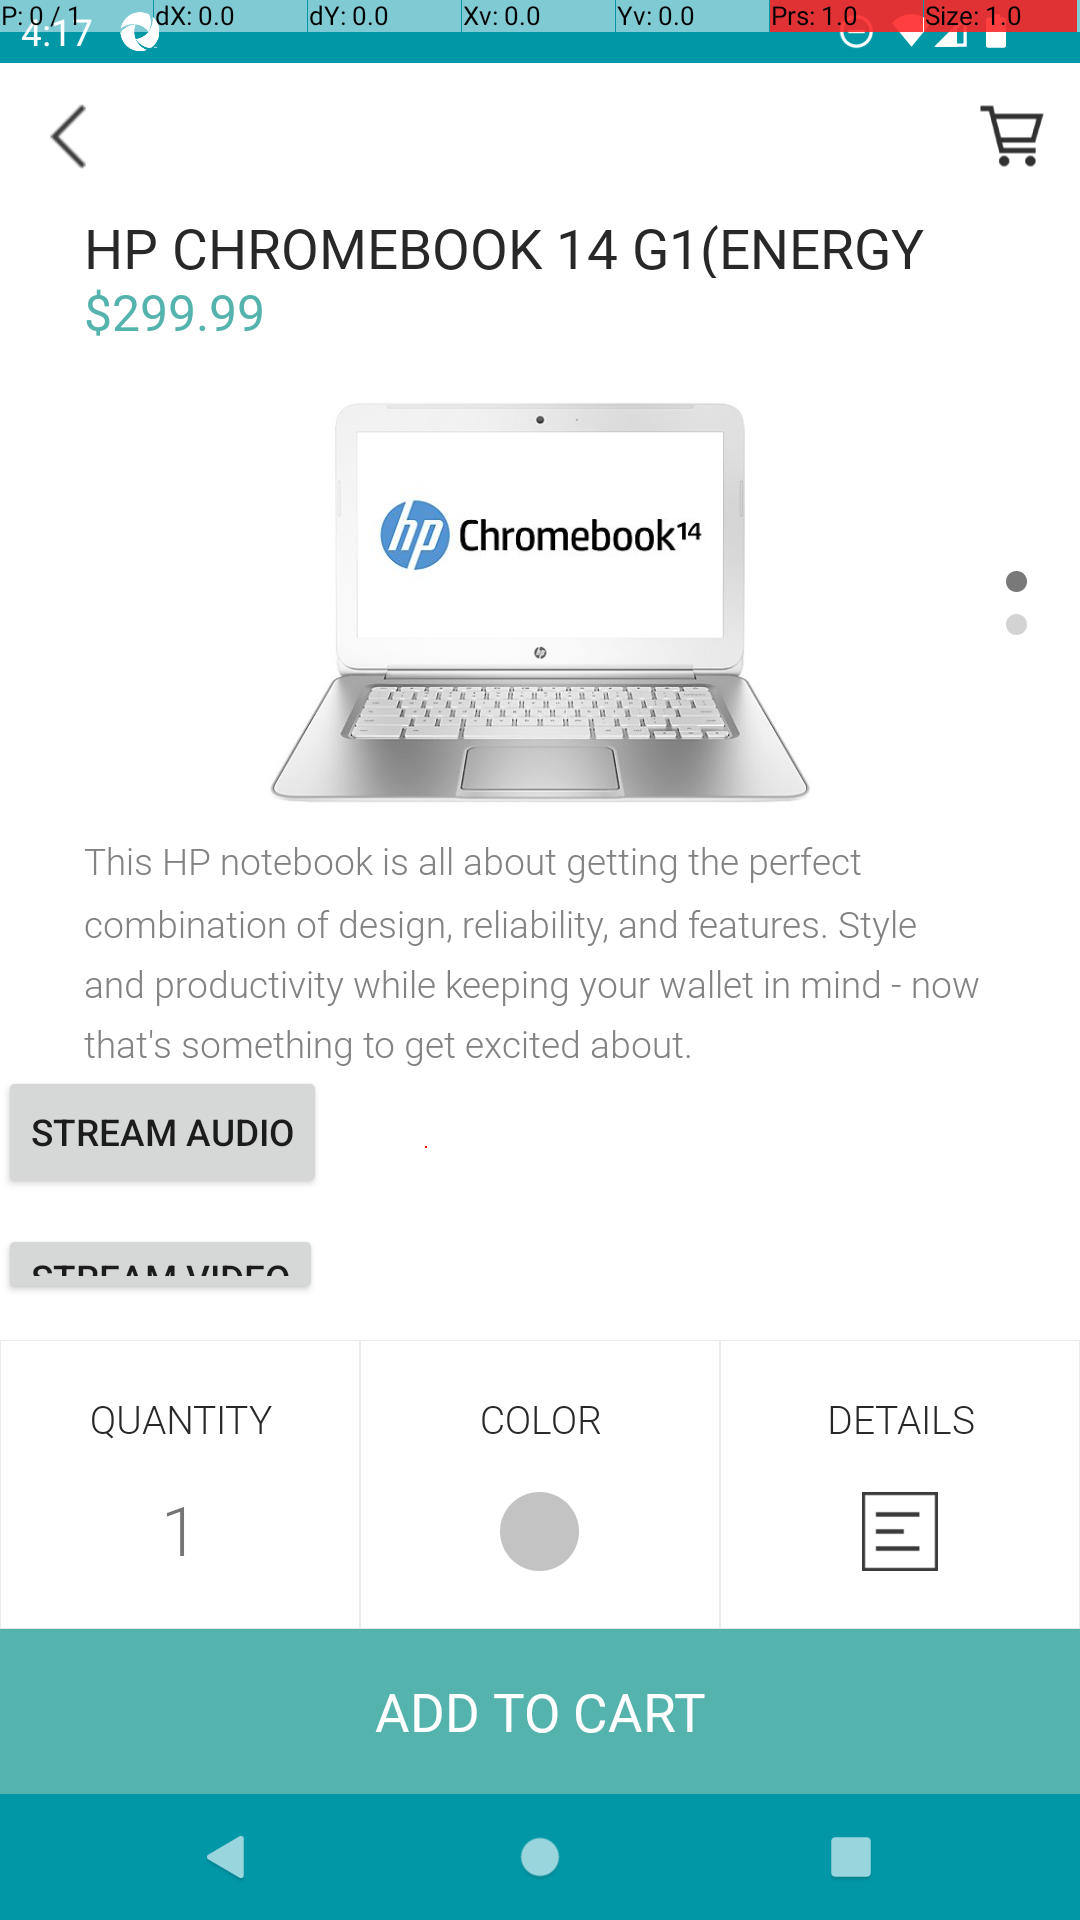 P: 0 / 1 dX: 0.0 dY: 0.0 Xv: 0.0 Yv: 0.0 Prs: 1.0 Size: 1.0
4:17
HP CHROMEBOOK 14 G1(ENERGY
$299.99
hp Chromebook14
hp
This HP notebook is all about getting the perfect
combination of design, reliability, and features. Style
and productivity while keeping your wallet in mind - now
that's something to get excited about.
STREAM AUDIO
STREAM VIDEO
QUANTITY COLOR DETAILS
1
ADD TO CART